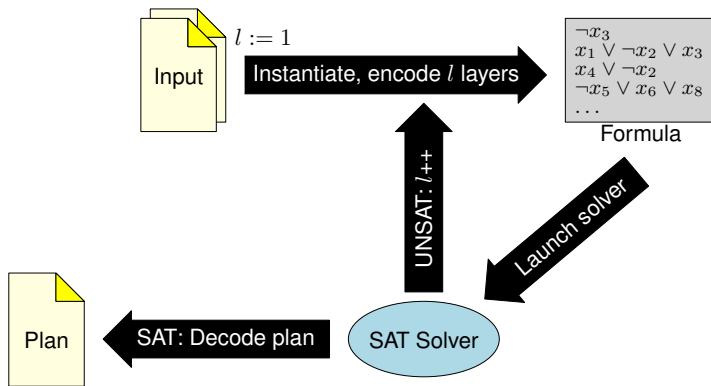 l := 1
Input
Instantiate, encode l layers
¬x₃
x₁ ∨ ¬x₂ ∨ x₃
x₄ ∨ ¬x₂
¬x₅ ∨ x₆ ∨ x₈
...
Formula
UNSAT: l++
Launch solver
Plan
SAT: Decode plan
SAT Solver